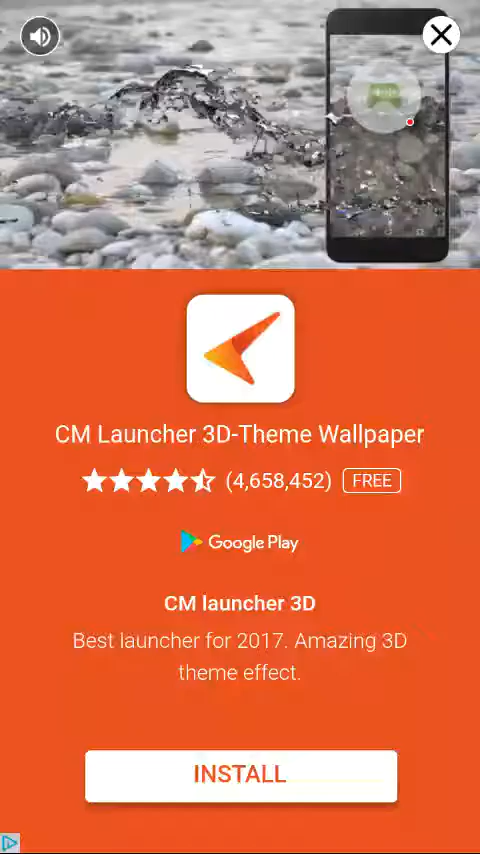 CM Launcher 3D-Theme Wallpaper
(4,658,452) FREE
Google Play
CM launcher 3D
Best launcher for 2017. Amazing 3D
theme effect.
INSTALL